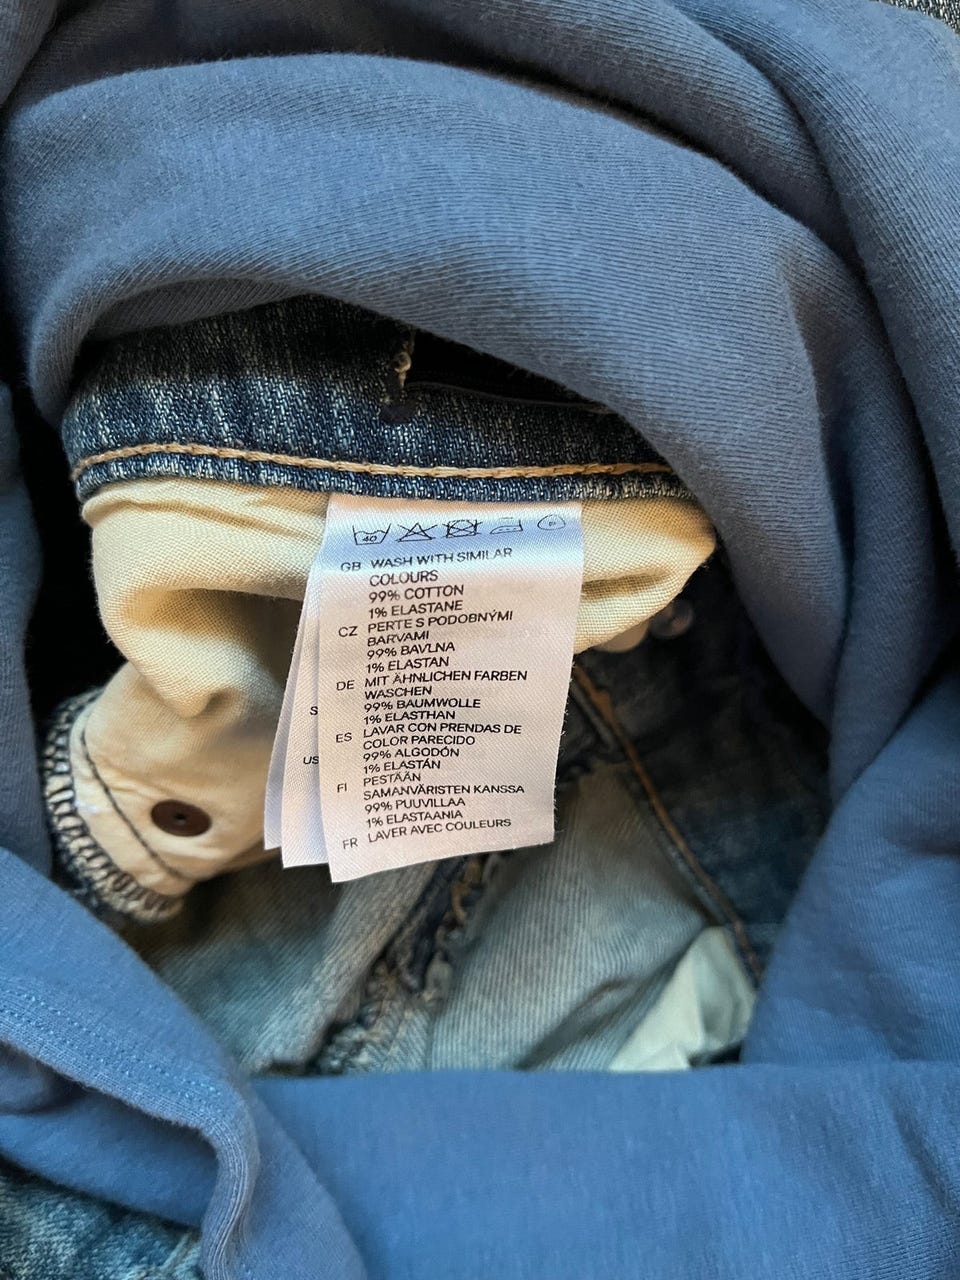 40
GB WASH WITH SIMILAR
COLOURS
99% COTTON
1% ELASTANE
CZ PERTE S PODOBNÝMI
BARVAMI
99% BAVLNA
1% ELASTAN
DE MIT ÄHNLICHEN FARBEN
WASCHEN
99% BAUMWOLLE
1% ELASTHAN
ES LAVAR CON PRENDAS DE
COLOR PARECIDO
99% ALGODÓN
1% ELASTÁN
FI PESTÄÄN
SAMANVÄRISTEN KANSSA
99% PUUVILLAA
1% ELASTAANIA
FR LAVER AVEC COULEURS
S
US